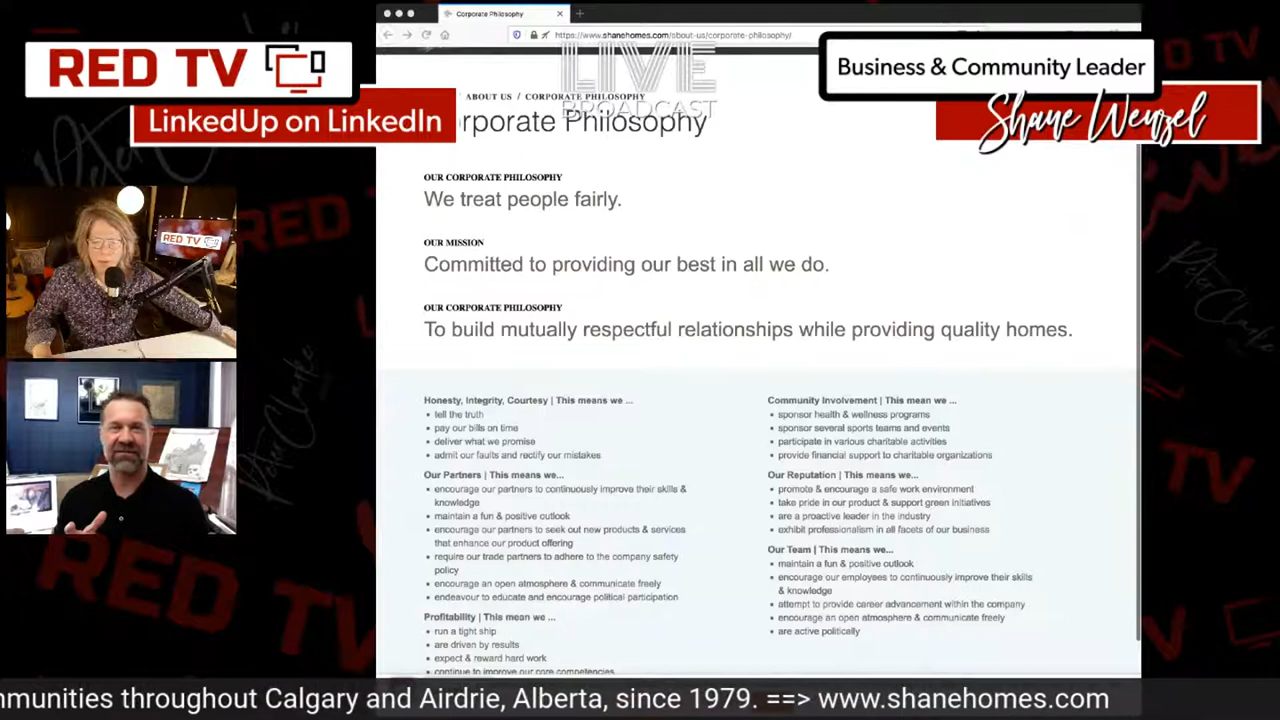 Corporate Philosophy
https://www.shanehomes.com/about-us/corporate-philosophy/
RED TV
LinkedUp on LinkedIn
LIVE
BROADCAST
Business & Community Leader
Shane Wenzel
ABOUT US / CORPORATE PHILOSOPHY
rporate Philosophy
OUR CORPORATE PHILOSOPHY
We treat people fairly.
OUR MISSION
Committed to providing our best in all we do.
OUR CORPORATE PHILOSOPHY
To build mutually respectful relationships while providing quality homes.
Honesty, Integrity, Courtesy | This means we ...
tell the truth
pay our bills on time
deliver what we promise
admit our faults and rectify our mistakes
Our Partners | This means we...
encourage our partners to continuously improve their skills &
knowledge
maintain a fun & positive outlook
encourage our partners to seek out new products & services
that enhance our product offering
require our trade partners to adhere to the company safety
policy
encourage an open atmosphere & communicate freely
endeavour to educate and encourage political participation
Profitability | This mean we ...
run a tight ship
are driven by results
expect & reward hard work
continue to improve our core competencies
Community Involvement | This mean we ...
sponsor health & wellness programs
sponsor several sports teams and events
participate in various charitable activities
provide financial support to charitable organizations
Our Reputation | This means we...
promote & encourage a safe work environment
take pride in our product & support green initiatives
are a proactive leader in the industry
exhibit professionalism in all facets of our business
Our Team | This means we...
maintain a fun & positive outlook
encourage our employees to continuously improve their skills
& knowledge
attempt to provide career advancement within the company
encourage an open atmosphere & communicate freely
are active politically
RED TV
mmunities throughout Calgary and Airdrie, Alberta, since 1979. ==> www.shanehomes.com